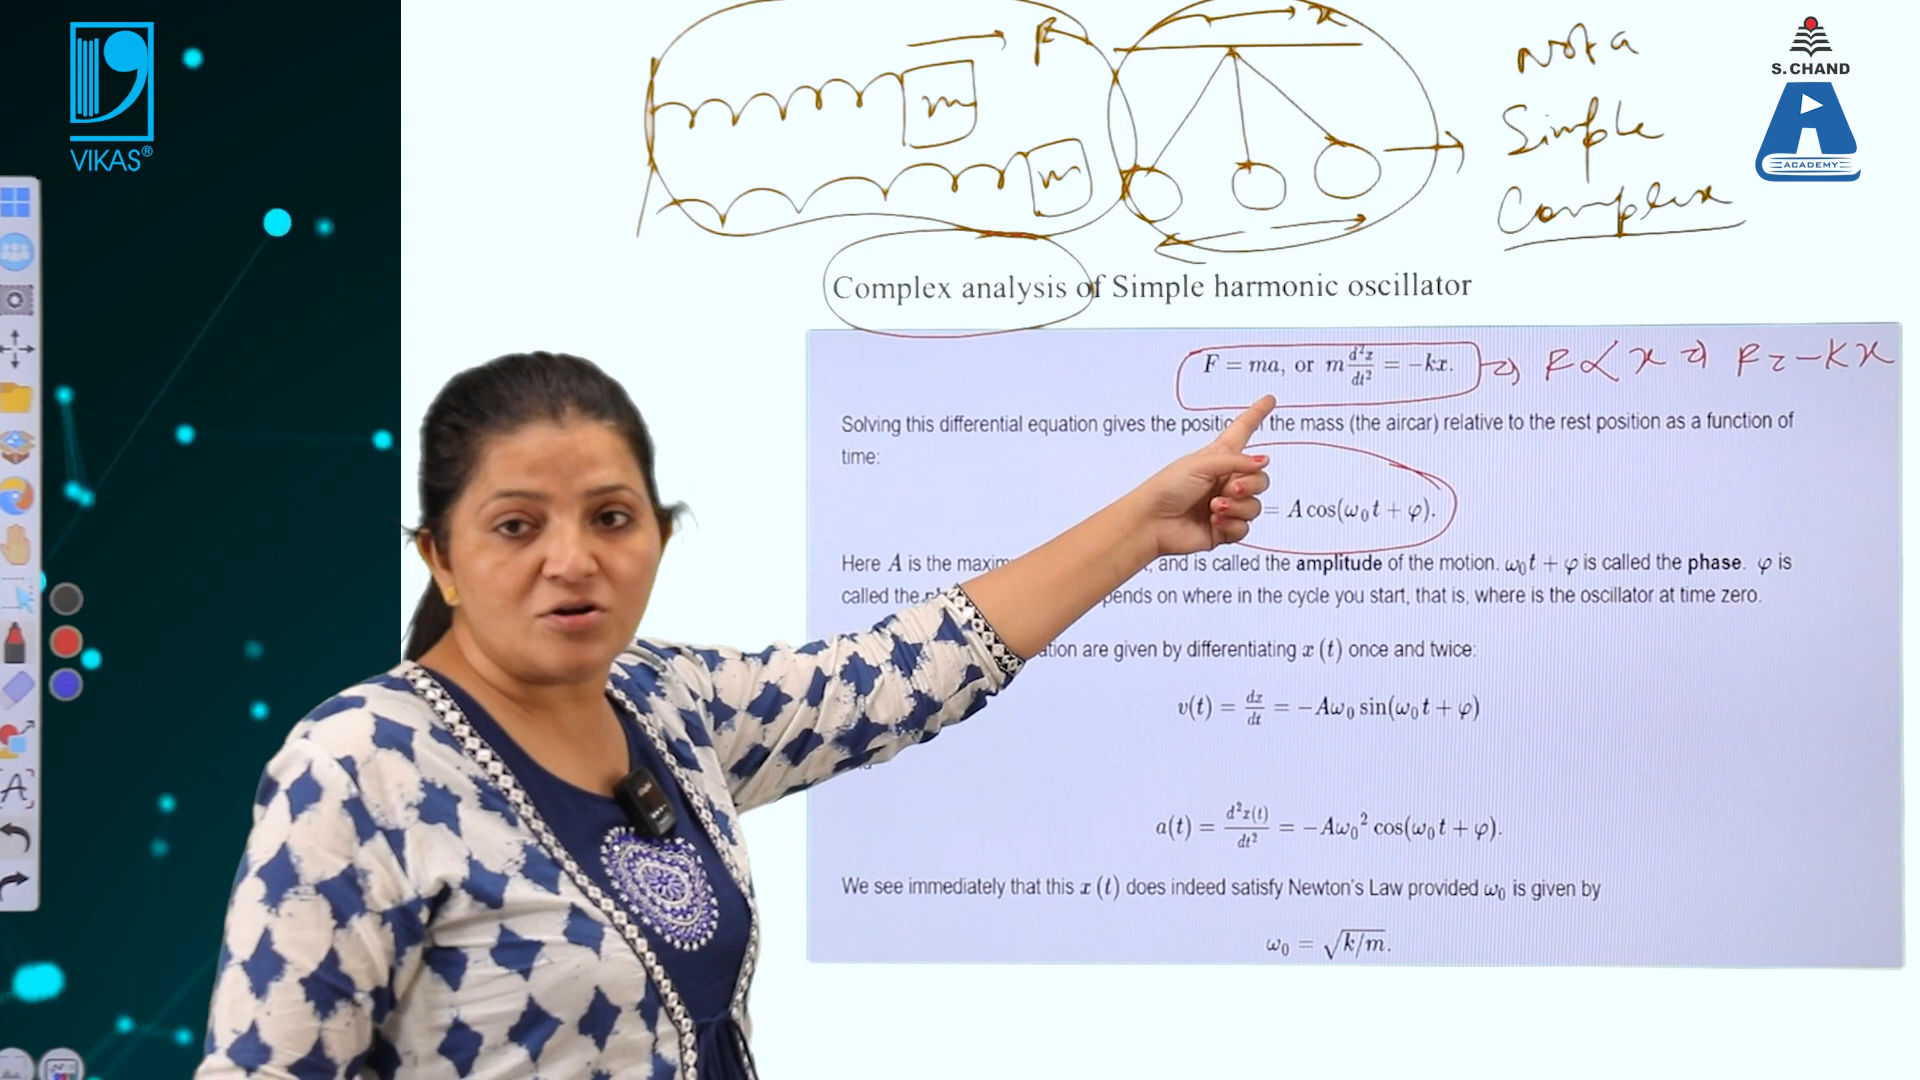 VIKAS®
S. CHAND
ACADEMY
F
x
Not a
m
Simple
m
Complex
Complex analysis of Simple harmonic oscillator
F = ma, or m d²x/dt² = −kx. ⇒ F ∝ x ⇒ F = −Kx
Solving this differential equation gives the positio the mass (the aircar) relative to the rest position as a function of
time:
= A cos(ω₀t + φ).
Here A is the maxim and is called the amplitude of the motion. ω₀t + φ is called the phase. φ is
called the pends on where in the cycle you start, that is, where is the oscillator at time zero.
ation are given by differentiating x (t) once and twice:
v(t) = dx/dt = −Aω₀ sin(ω₀t + φ)
a(t) = d²x(t)/dt² = −Aω₀² cos(ω₀t + φ).
We see immediately that this x (t) does indeed satisfy Newton's Law provided ω₀ is given by
ω₀ = √k/m.
A